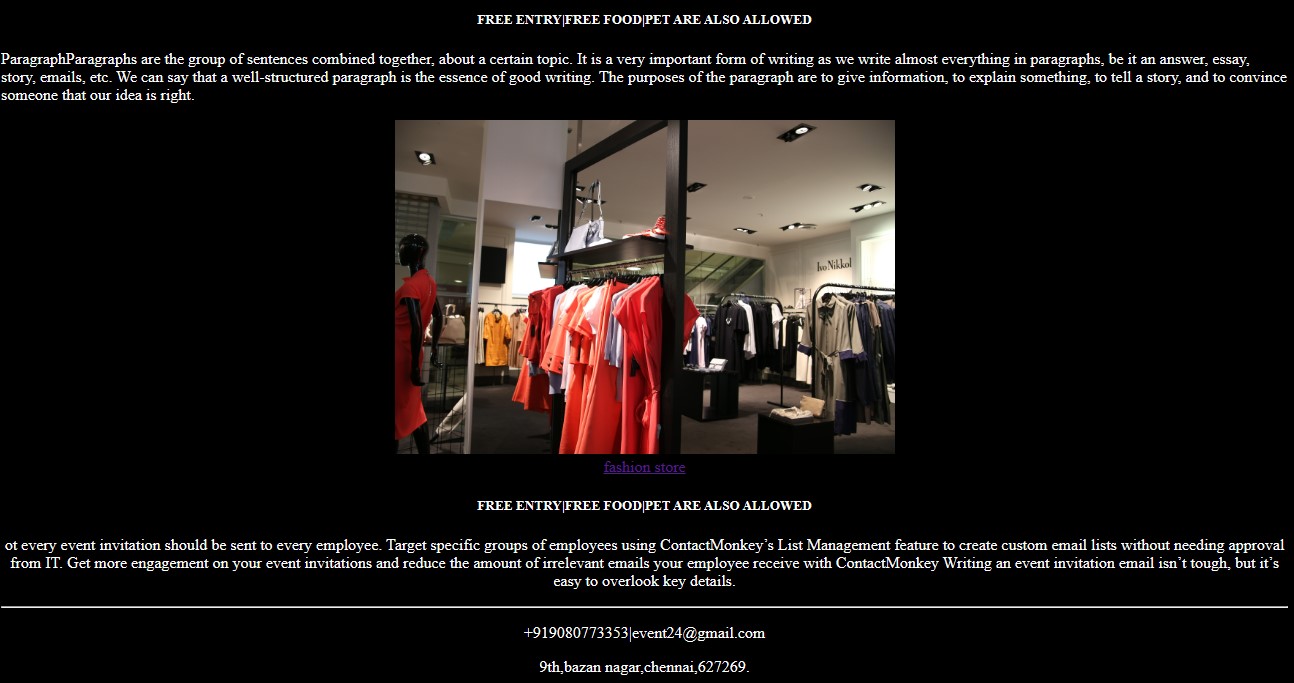 FREE ENTRY|FREE FOOD|PET ARE ALSO ALLOWED
ParagraphParagraphs are the group of sentences combined together, about a certain topic. It is a very important form of writing as we write almost everything in paragraphs, be it an answer, essay,
story, emails, etc. We can say that a well-structured paragraph is the essence of good writing. The purposes of the paragraph are to give information, to explain something, to tell a story, and to convince
someone that our idea is right.
Ivo Nikkol
fashion store
FREE ENTRY|FREE FOOD|PET ARE ALSO ALLOWED
ot every event invitation should be sent to every employee. Target specific groups of employees using ContactMonkey’s List Management feature to create custom email lists without needing approval
from IT. Get more engagement on your event invitations and reduce the amount of irrelevant emails your employee receive with ContactMonkey Writing an event invitation email isn’t tough, but it’s
easy to overlook key details.
+919080773353|event24@gmail.com
9th,bazan nagar,chennai,627269.